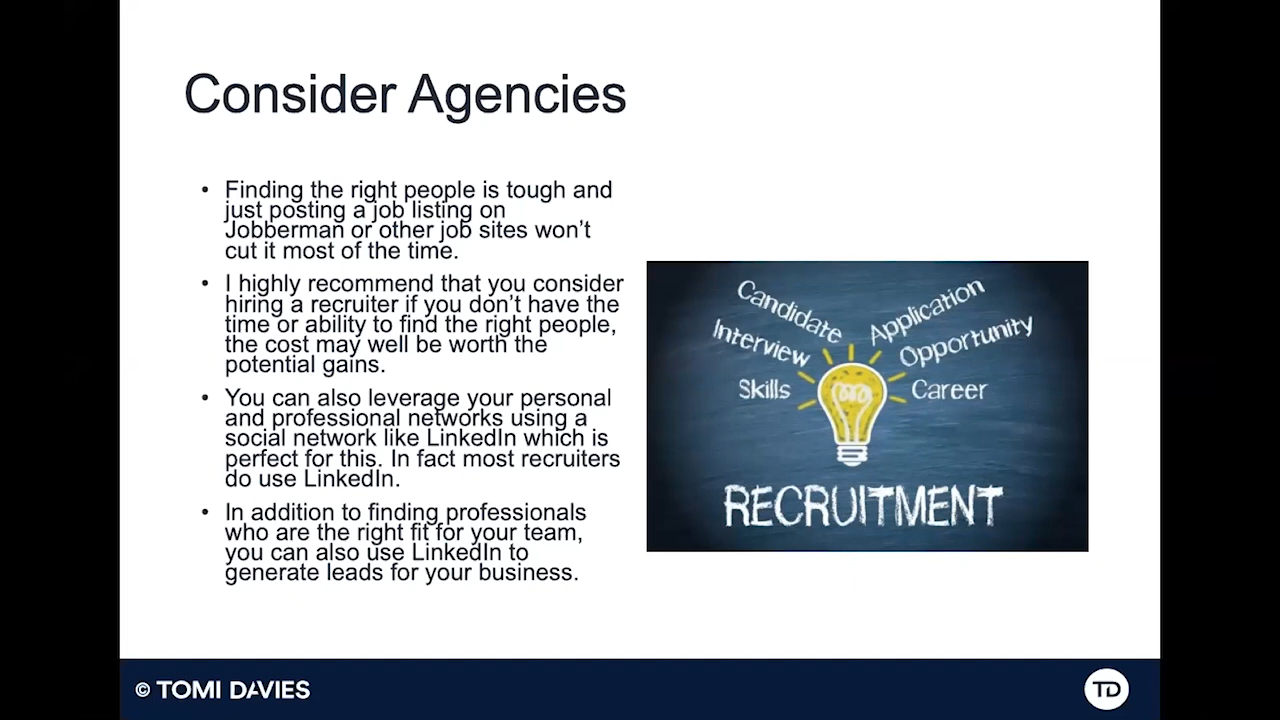 Consider Agencies
• Finding the right people is tough and
just posting a job listing on
Jobberman or other job sites won’t
cut it most of the time.
• I highly recommend that you consider
hiring a recruiter if you don’t have the
time or ability to find the right people,
the cost may well be worth the
potential gains.
• You can also leverage your personal
and professional networks using a
social network like LinkedIn which is
perfect for this. In fact most recruiters
do use LinkedIn.
• In addition to finding professionals
who are the right fit for your team,
you can also use LinkedIn to
generate leads for your business.
Candidate
Application
Interview
Opportunity
Skills
Career
RECRUITMENT
© TOMI DAVIES
TD